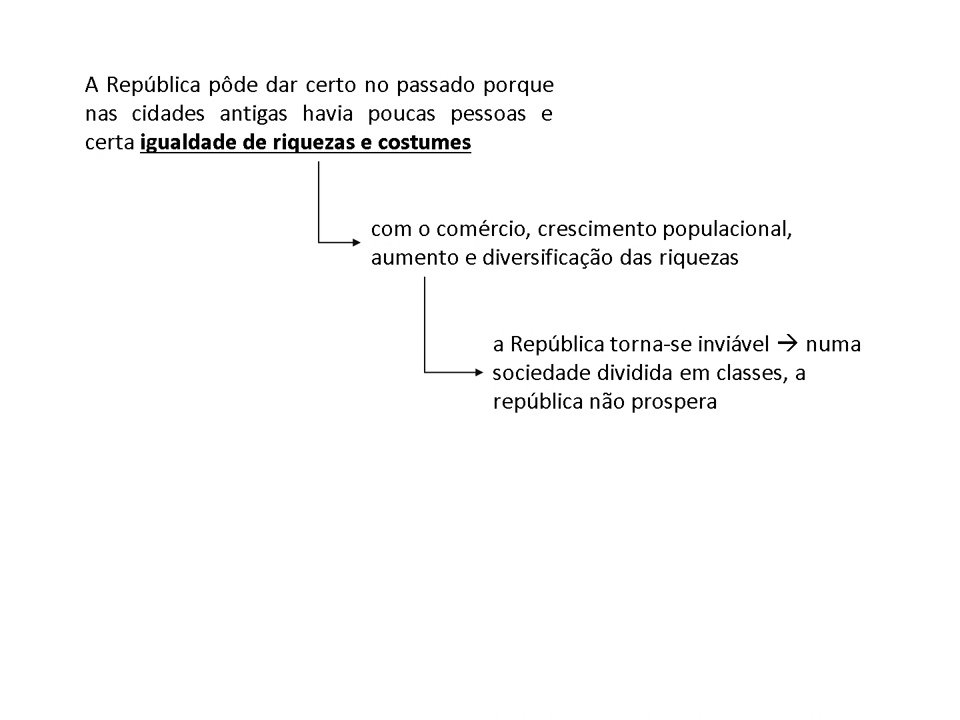 A República pôde dar certo no passado porque
nas cidades antigas havia poucas pessoas e
certa igualdade de riquezas e costumes
com o comércio, crescimento populacional,
aumento e diversificação das riquezas
a República torna-se inviável → numa
sociedade dividida em classes, a
república não prospera